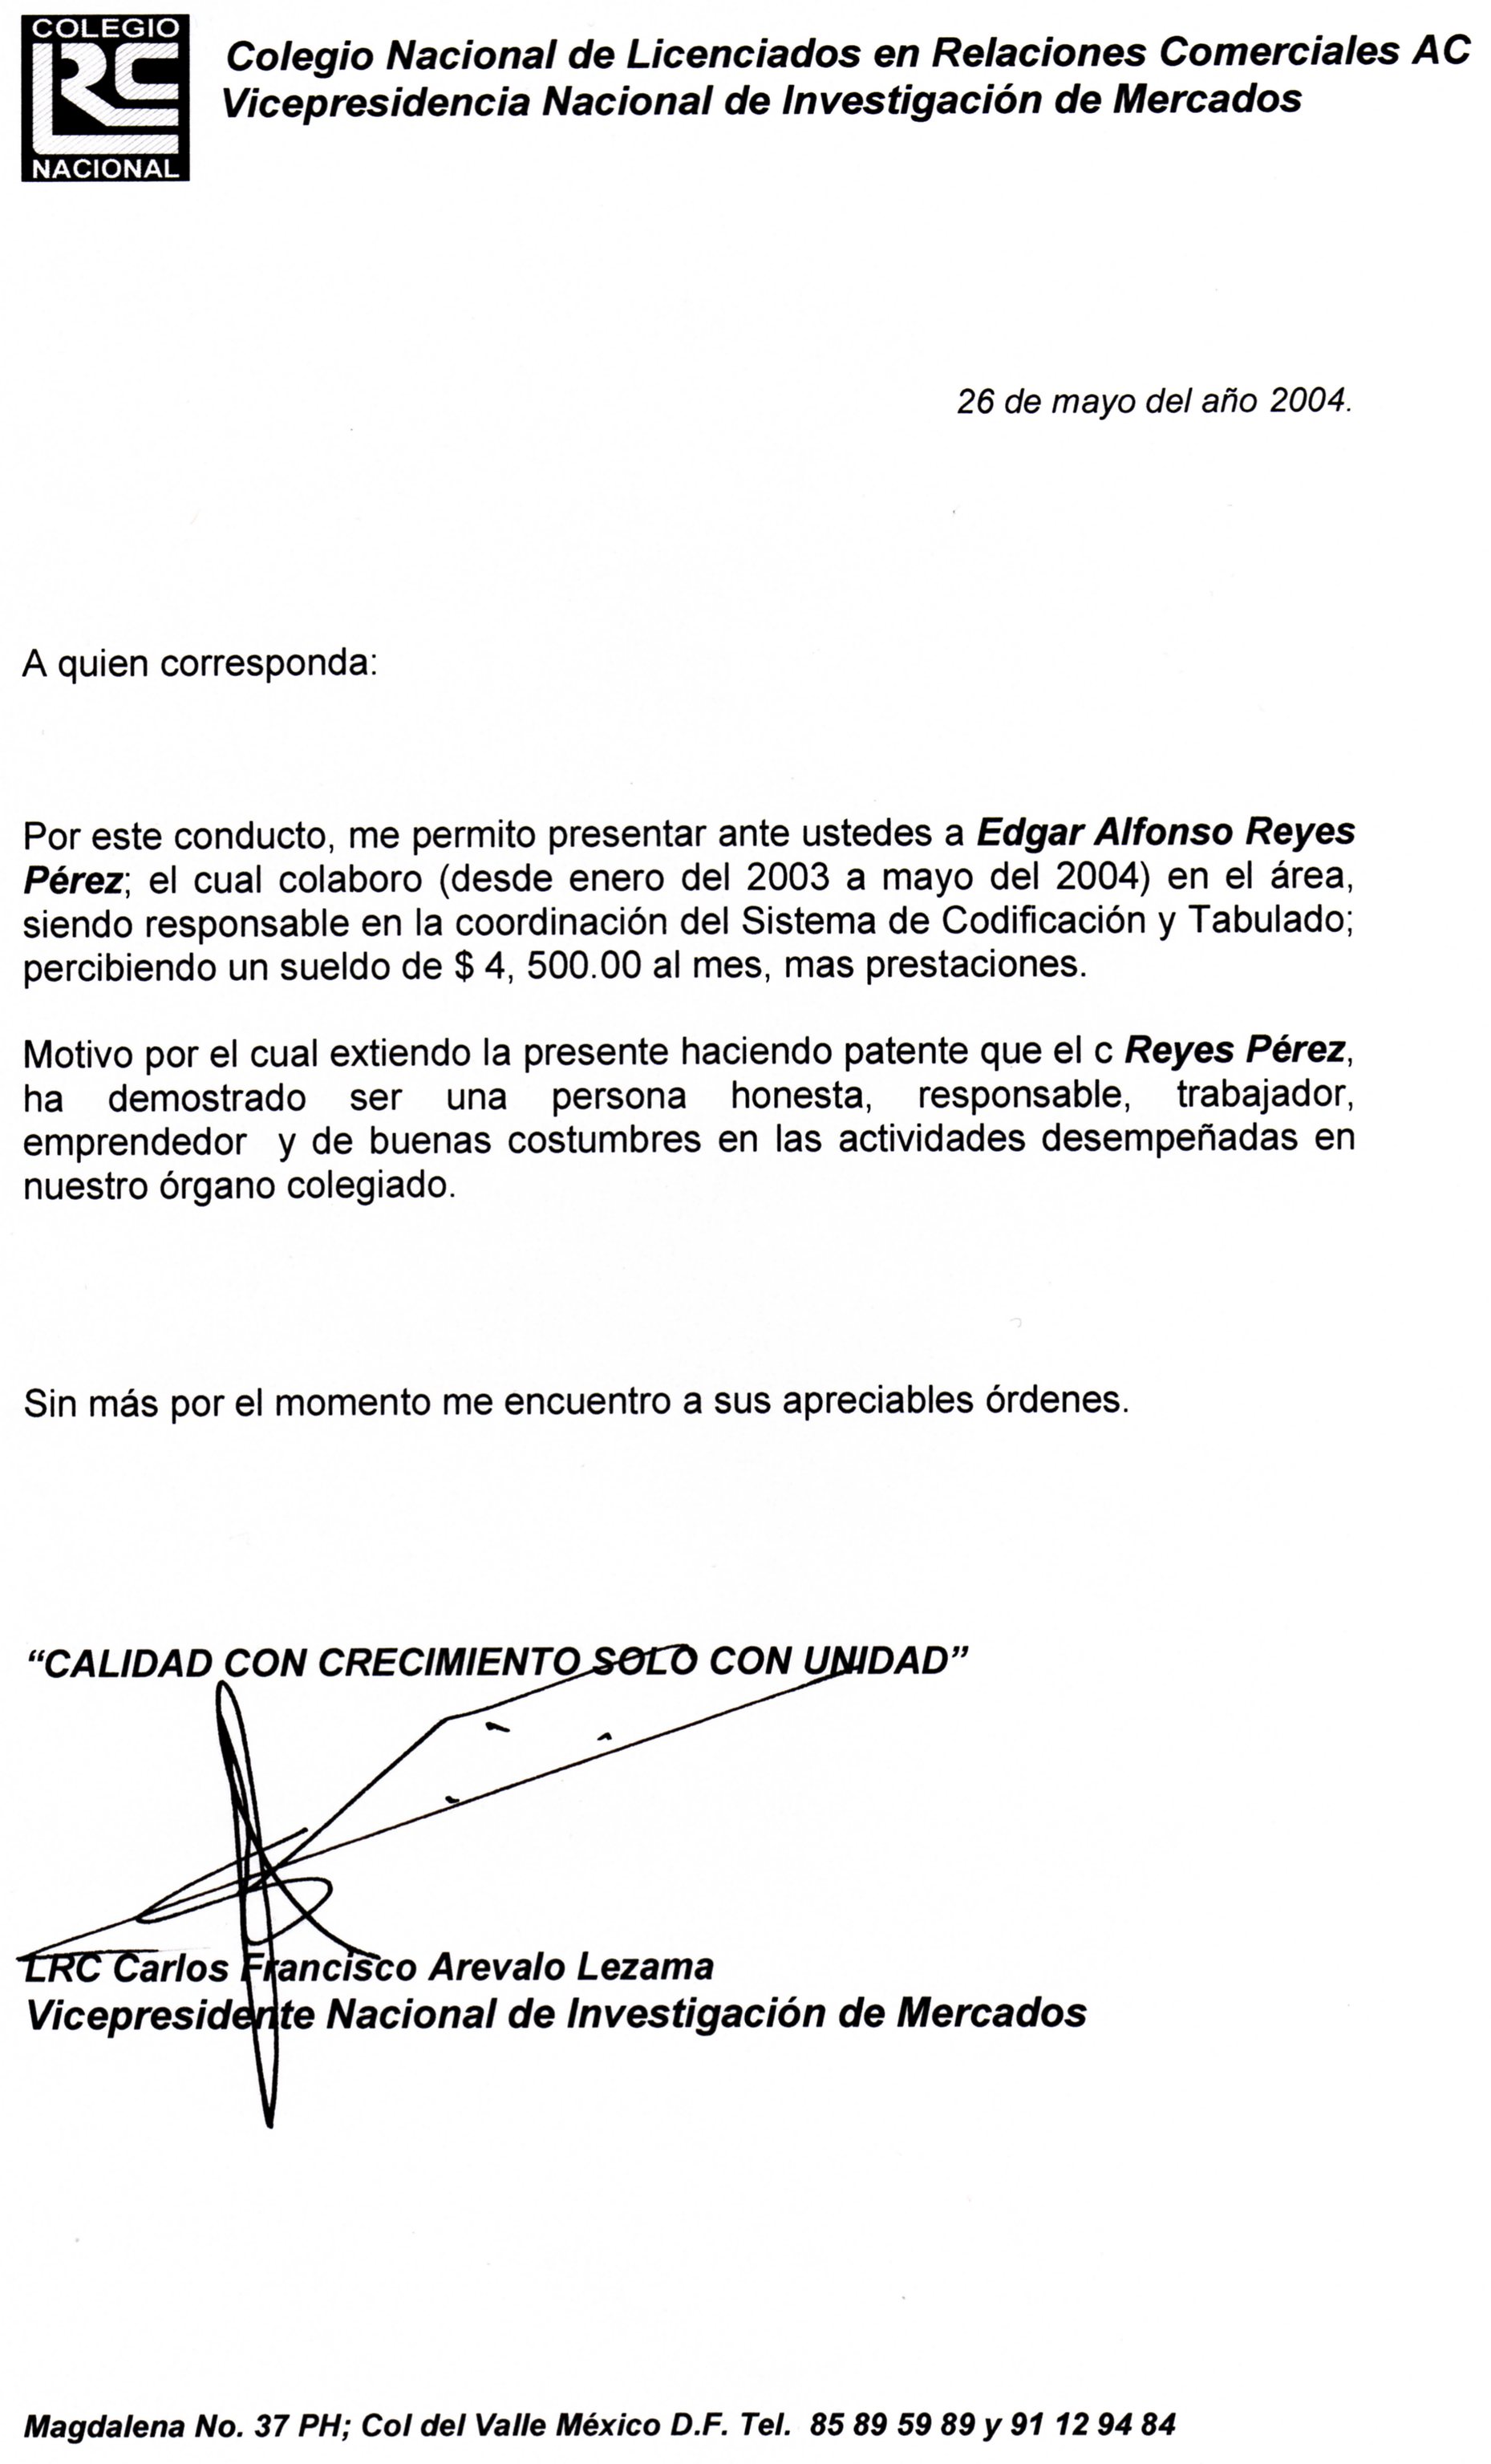 COLEGIO
LRC
NACIONAL
Colegio Nacional de Licenciados en Relaciones Comerciales AC
Vicepresidencia Nacional de Investigación de Mercados
26 de mayo del año 2004.
A quien corresponda:
Por este conducto, me permito presentar ante ustedes a Edgar Alfonso Reyes
Pérez; el cual colaboro (desde enero del 2003 a mayo del 2004) en el área,
siendo responsable en la coordinación del Sistema de Codificación y Tabulado;
percibiendo un sueldo de $ 4, 500.00 al mes, mas prestaciones.
Motivo por el cual extiendo la presente haciendo patente que el c Reyes Pérez,
ha demostrado ser una persona honesta, responsable, trabajador,
emprendedor y de buenas costumbres en las actividades desempeñadas en
nuestro órgano colegiado.
Sin más por el momento me encuentro a sus apreciables órdenes.
“CALIDAD CON CRECIMIENTO SOLO CON UNIDAD”
LRC Carlos Francisco Arevalo Lezama
Vicepresidente Nacional de Investigación de Mercados
Magdalena No. 37 PH; Col del Valle México D.F. Tel. 85 89 59 89 y 91 12 94 84